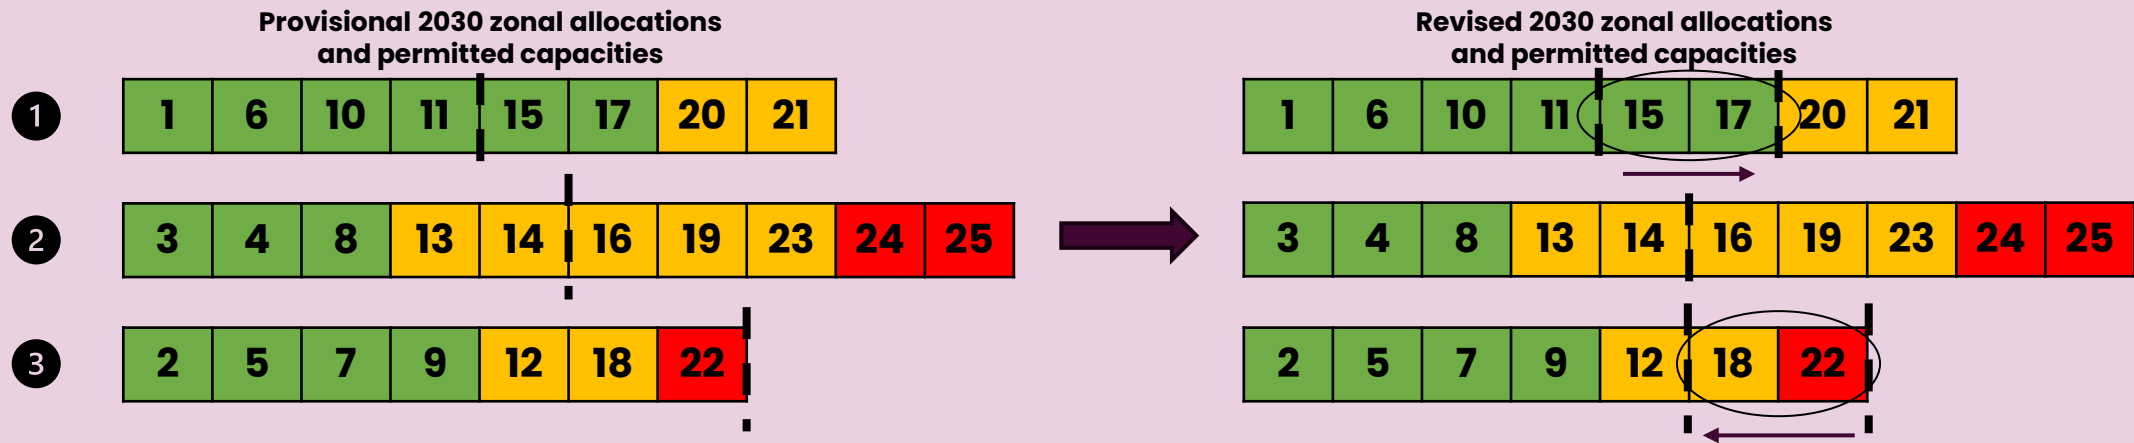 Provisional 2030 zonal allocations
and permitted capacities
1
1 6 10 11 15 17 20 21
2
3 4 8 13 14 16 19 23 24 25
3
2 5 7 9 12 18 22
Revised 2030 zonal allocations
and permitted capacities
1 6 10 11 15 17 20 21
3 4 8 13 14 16 19 23 24 25
2 5 7 9 12 18 22